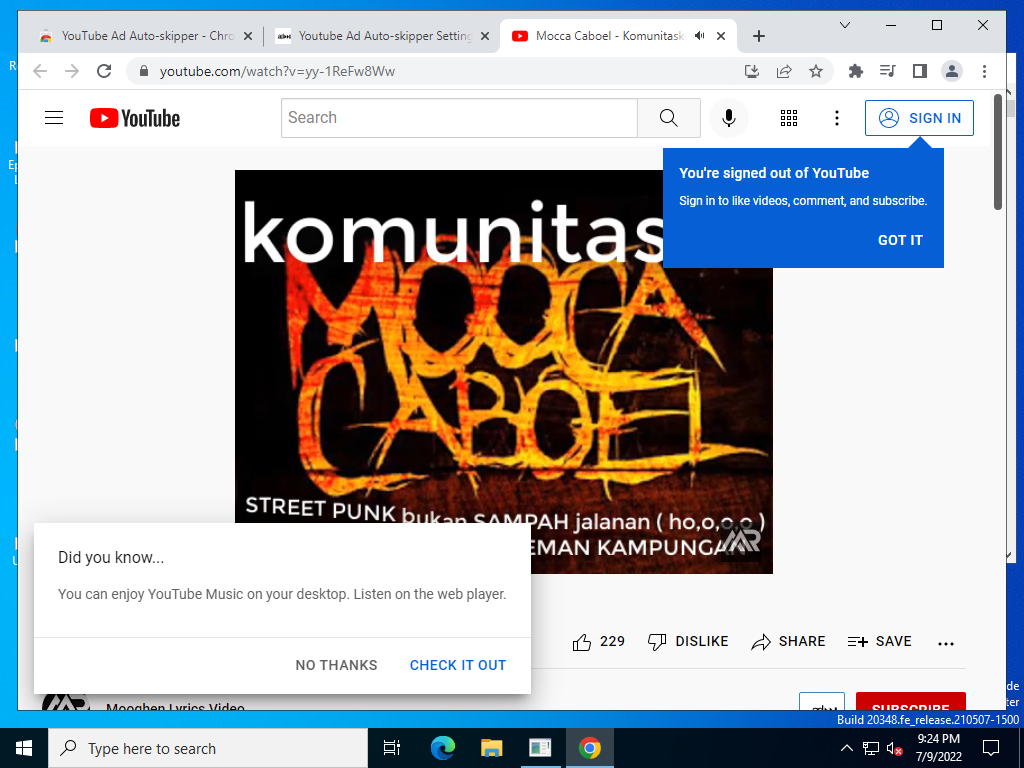 YouTube Ad Auto-skipper - Chro
Youtube Ad Auto-skipper Setting
Mocca Caboel - Komunitask
youtube.com/watch?v=yy-1ReFw8Ww
YouTube
Search
SIGN IN
You're signed out of YouTube
Sign in to like videos, comment, and subscribe.
GOT IT
komunitas
MOOCA
CABOEL
STREET PUNK bukan SAMPAH jalanan ( ho,o,o,o )
EMAN KAMPUNGAN
MR
Did you know...
You can enjoy YouTube Music on your desktop. Listen on the web player.
NO THANKS
CHECK IT OUT
229
DISLIKE
SHARE
SAVE
Mooghen Lyrics Video
SUBSCRIBE
Build 20348.fe_release.210507-1500
Type here to search
9:24 PM
7/9/2022